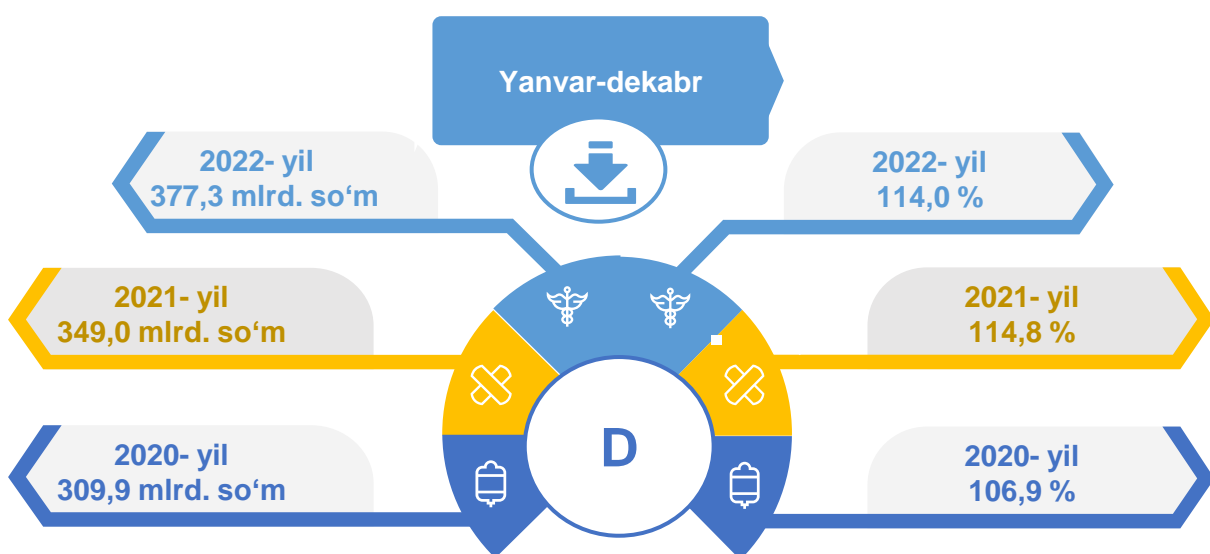 Yanvar-dekabr
2022- yil
377,3 mlrd. so‘m
2022- yil
114,0 %
2021- yil
349,0 mlrd. so‘m
2021- yil
114,8 %
2020- yil
309,9 mlrd. so‘m
2020- yil
106,9 %
D